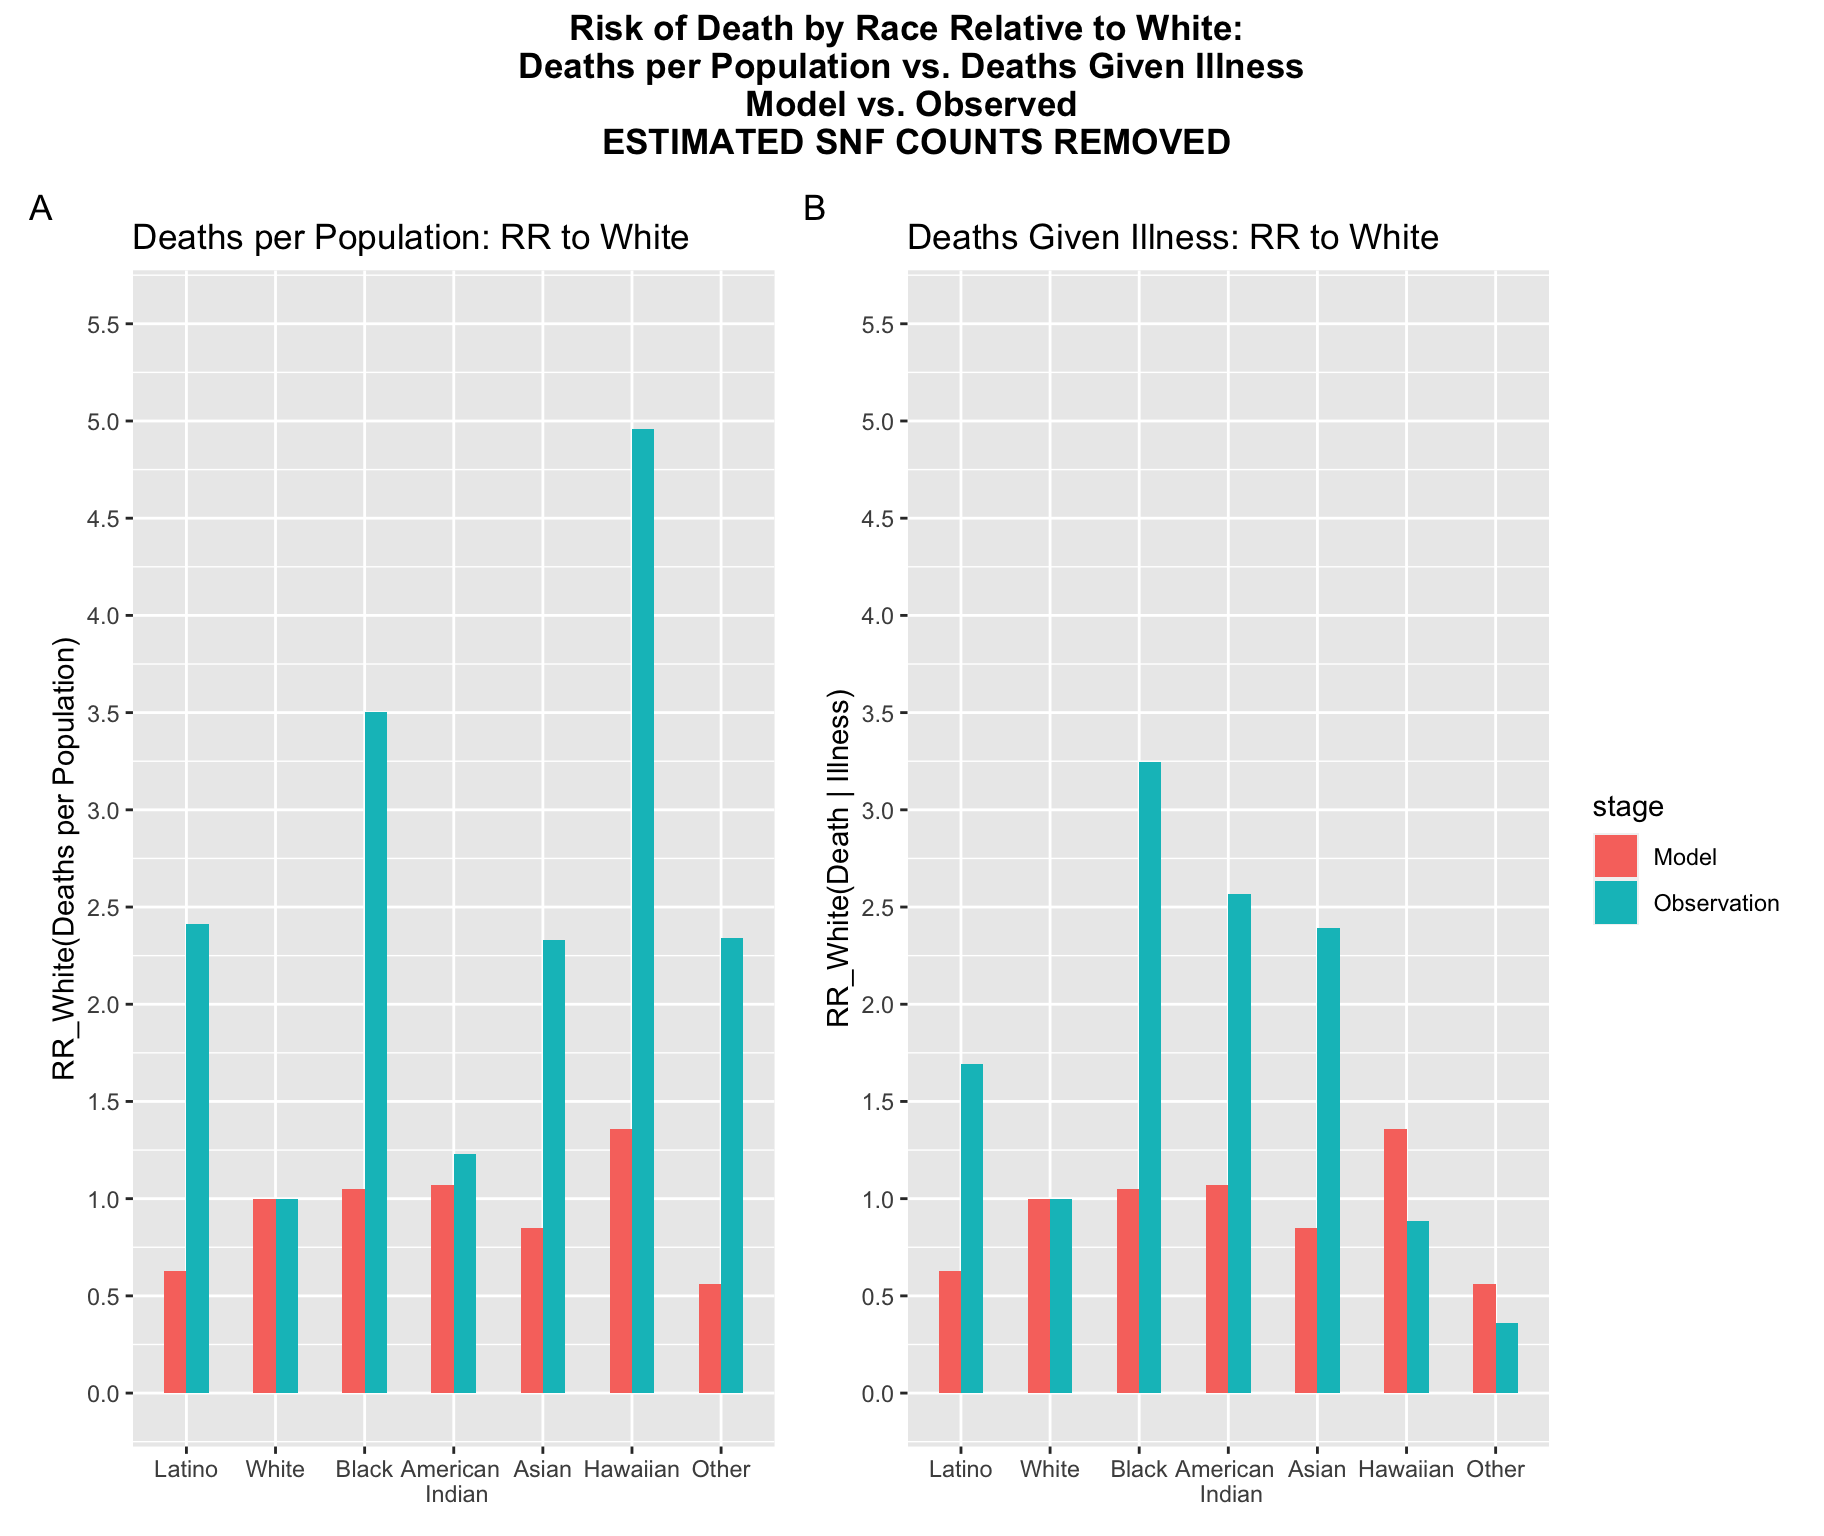 Risk of Death by Race Relative to White:
Deaths per Population vs. Deaths Given Illness
Model vs. Observed
ESTIMATED SNF COUNTS REMOVED
A
Deaths per Population: RR to White
RR_White(Deaths per Population)
5.5
5.0
4.5
4.0
3.5
3.0
2.5
2.0
1.5
1.0
0.5
0.0
Latino White Black American Asian Hawaiian Other
Indian
B
Deaths Given Illness: RR to White
RR_White(Death | Illness)
5.5
5.0
4.5
4.0
3.5
3.0
2.5
2.0
1.5
1.0
0.5
0.0
Latino White Black American Asian Hawaiian Other
Indian
stage
Model
Observation